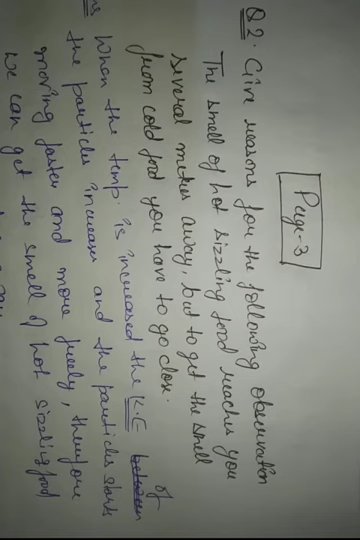 Page-3
Q2. Give reasons for the following observation
The smell of hot sizzling food reaches you
several metres away, but to get the smell
from cold food you have to go close.
Ans When the temp. is increased the K.E of
the particles increases and the particles starts
moving faster and more freely, therefore
we can get the smell of hot sizzling food